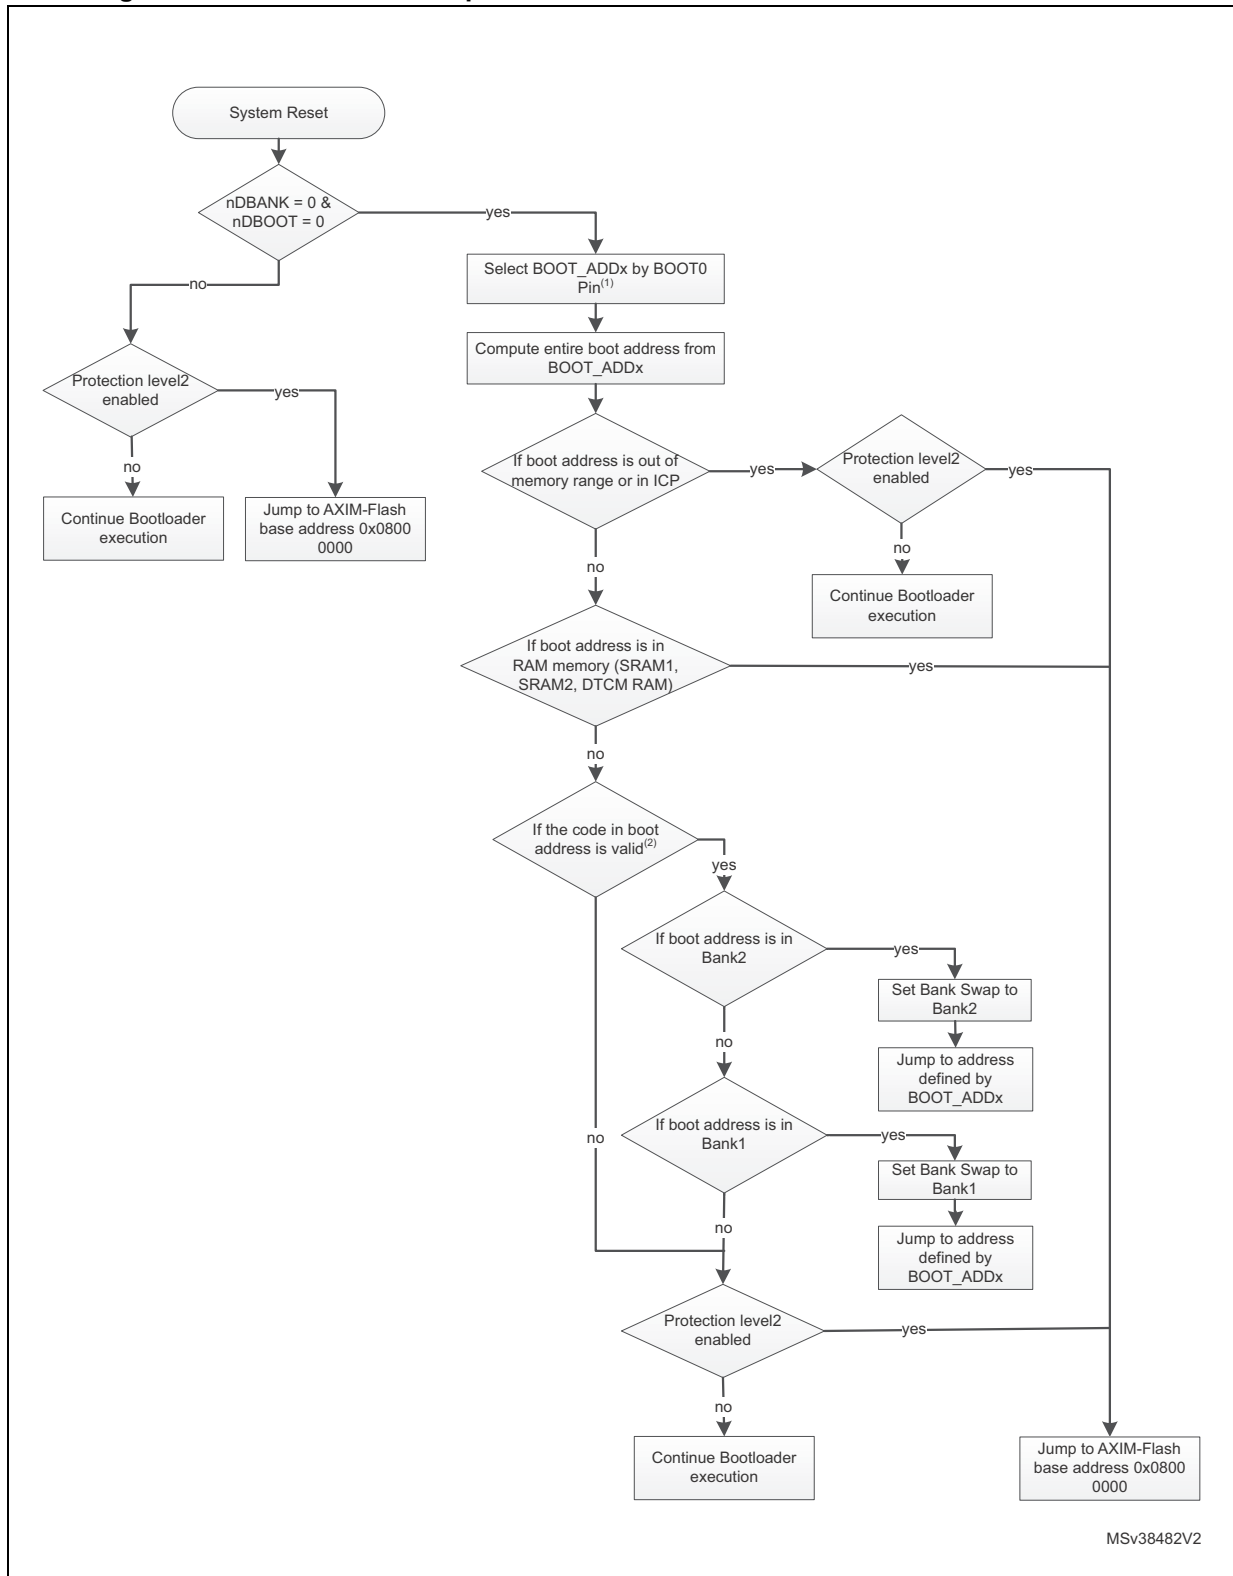 System Reset
nDBANK = 0 &
nDBOOT = 0
yes
no
Select BOOT_ADDx by BOOT0
Pin(1)
Compute entire boot address from
BOOT_ADDx
Protection level2
enabled
yes
no
Continue Bootloader
execution
Jump to AXIM-Flash
base address 0x0800
0000
If boot address is out of
memory range or in ICP
yes
Protection level2
enabled
yes
no
Continue Bootloader
execution
no
If boot address is in
RAM memory (SRAM1,
SRAM2, DTCM RAM)
yes
no
If the code in boot
address is valid(2)
yes
no
If boot address is in
Bank2
yes
Set Bank Swap to
Bank2
Jump to address
defined by
BOOT_ADDx
no
If boot address is in
Bank1
yes
Set Bank Swap to
Bank1
Jump to address
defined by
BOOT_ADDx
no
Protection level2
enabled
yes
no
Continue Bootloader
execution
Jump to AXIM-Flash
base address 0x0800
0000
MSv38482V2